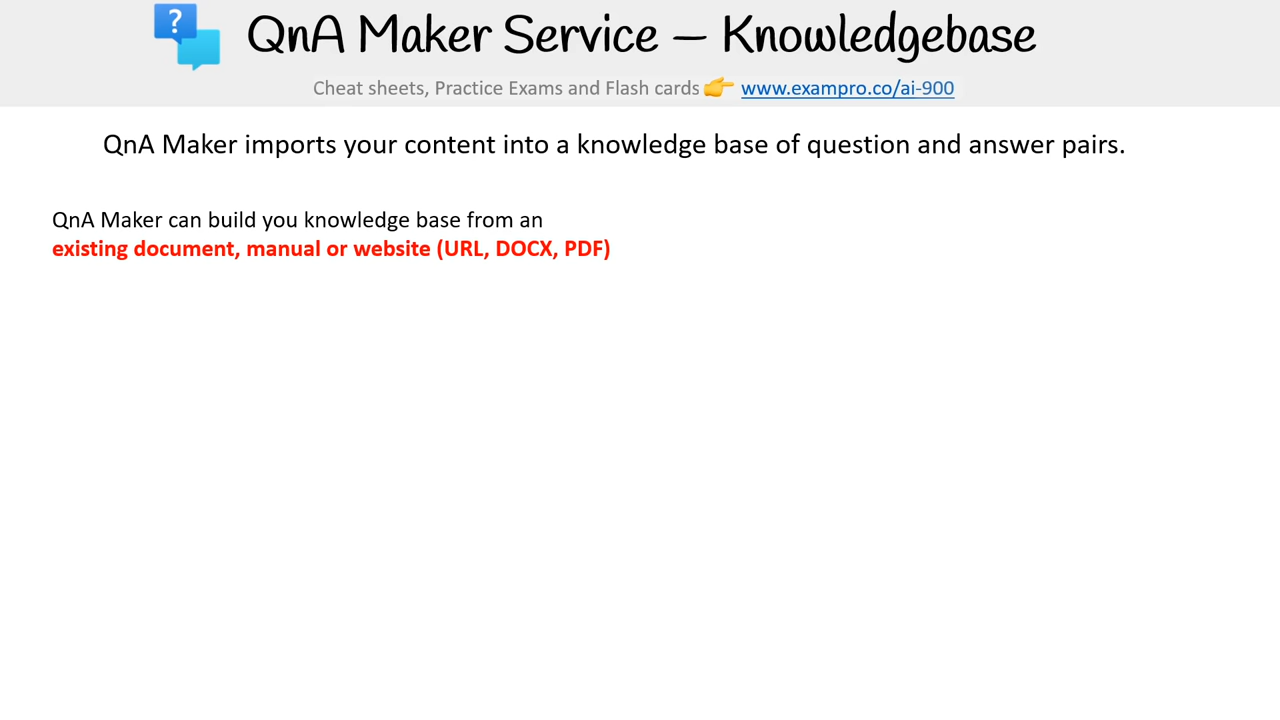 ?
QnA Maker Service – Knowledgebase
Cheat sheets, Practice Exams and Flash cards 👉 www.exampro.co/ai-900
QnA Maker imports your content into a knowledge base of question and answer pairs.
QnA Maker can build you knowledge base from an
existing document, manual or website (URL, DOCX, PDF)